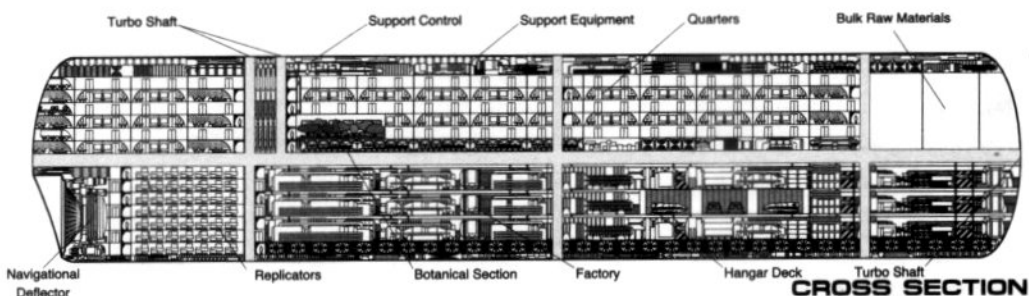 Turbo Shaft
Support Control
Support Equipment
Quarters
Bulk Raw Materials
Navigational
Deflector
Replicators
Botanical Section
Factory
Hangar Deck
Turbo Shaft
CROSS SECTION